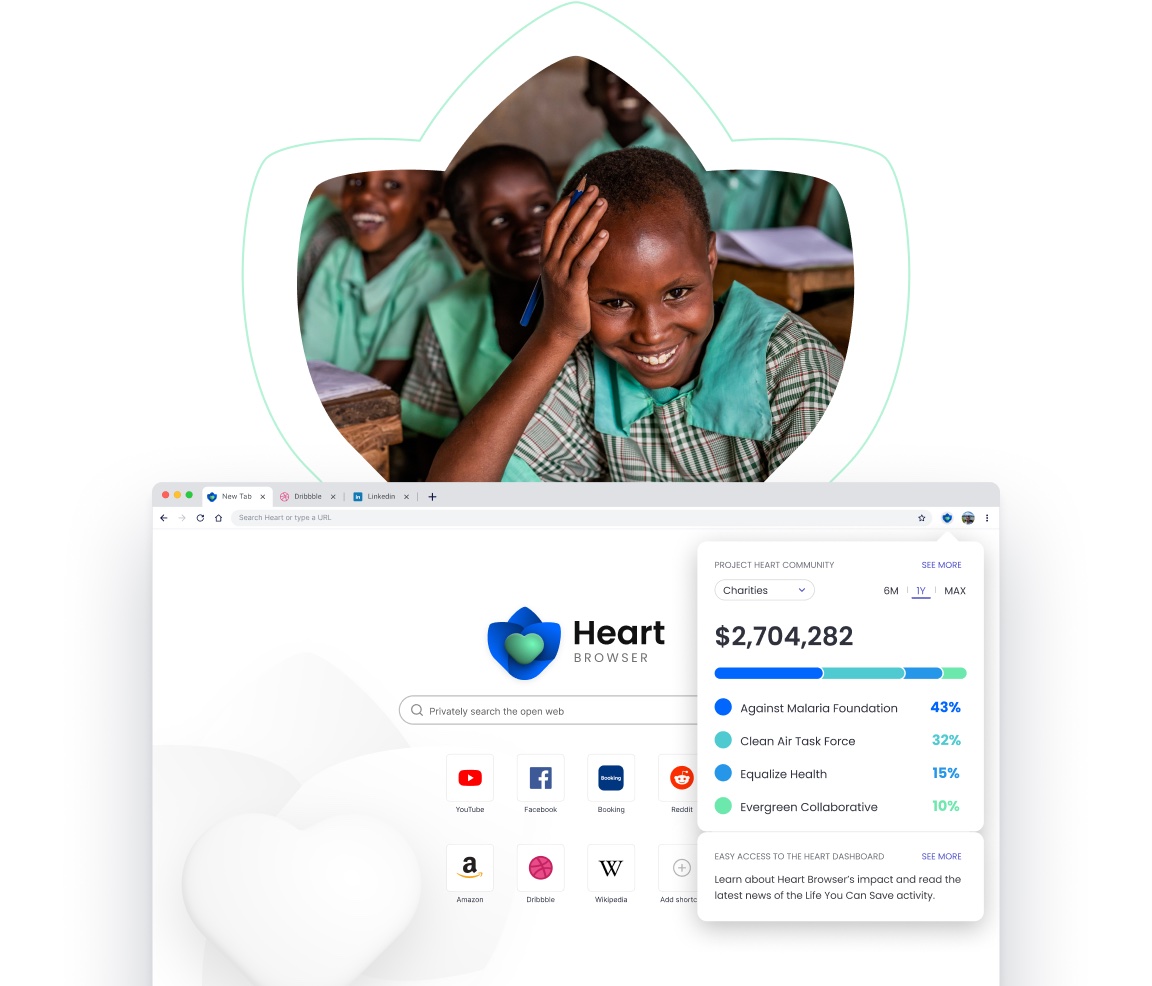 New Tab
Dribbble
in
Linkedin
Search Heart or type a URL
PROJECT HEART COMMUNITY
SEE MORE
Charities
6M
1Y
MAX
$2,704,282
Heart
BROWSER
Privately search the open web
Against Malaria Foundation 43%
Clean Air Task Force 32%
Equalize Health 15%
Evergreen Collaborative 10%
Booking
YouTube
Facebook
Booking
Reddit
a
W
Amazon
Dribbble
Wikipedia
Add shortc
EASY ACCESS TO THE HEART DASHBOARD
SEE MORE
Learn about Heart Browser's impact and read the
latest news of the Life You Can Save activity.